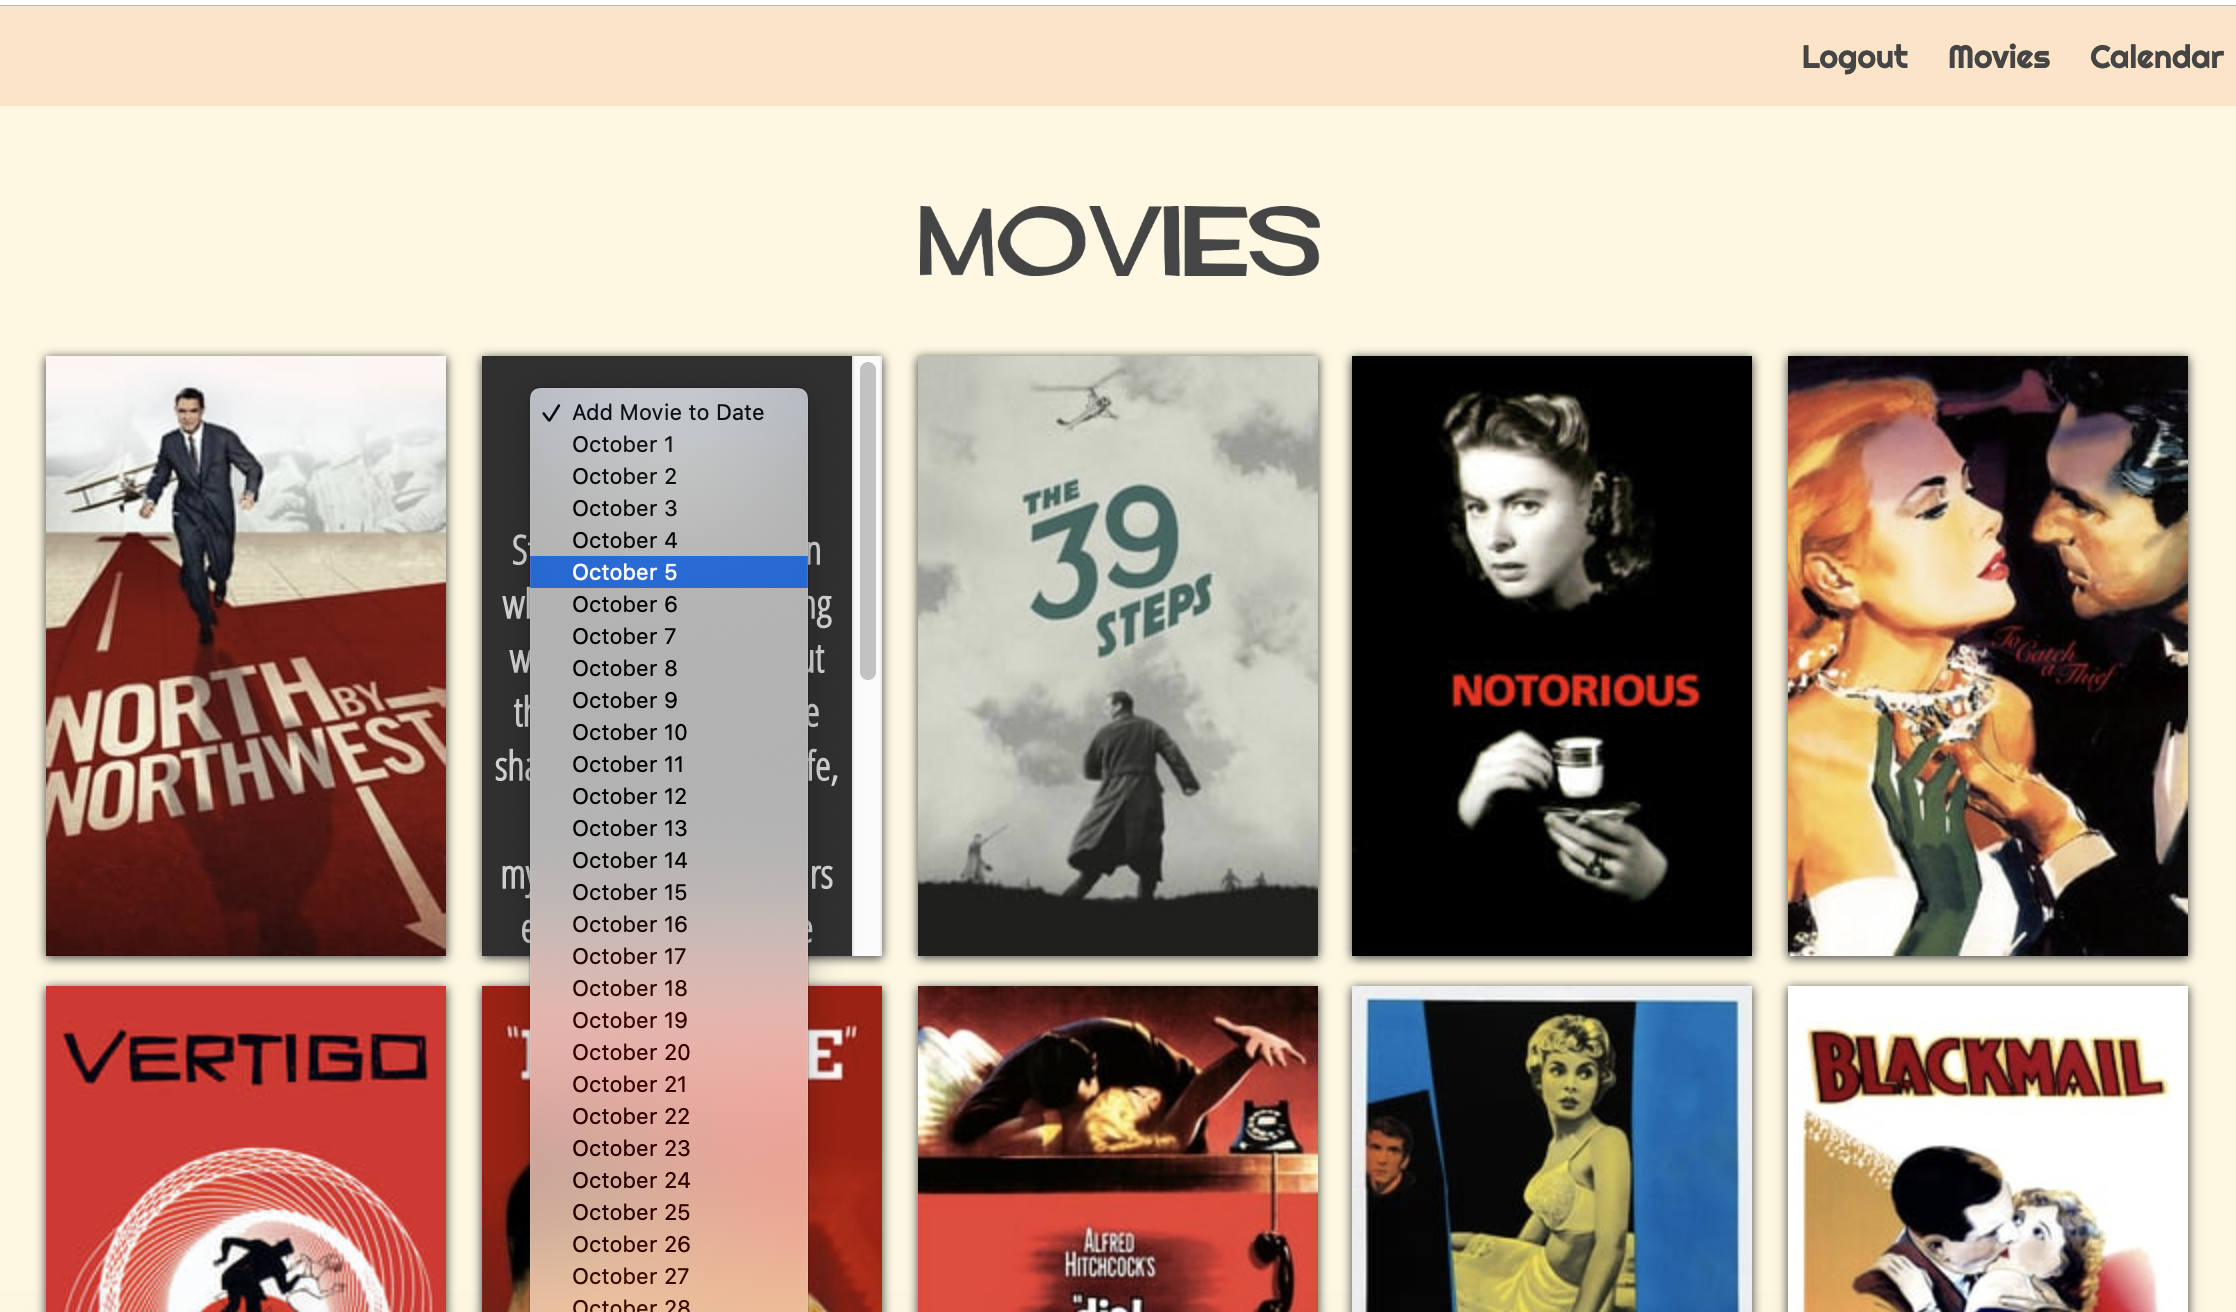 Logout Movies Calendar
MOVIES
NORTH BY
NORTHWEST
✓ Add Movie to Date
October 1
October 2
October 3
October 4
October 5
October 6
October 7
October 8
October 9
October 10
October 11
October 12
October 13
October 14
October 15
October 16
October 17
October 18
October 19
October 20
October 21
October 22
October 23
October 24
October 25
October 26
October 27
October 28
THE
39
STEPS
NOTORIOUS
To Catch
a Thief
VERTIGO
ALFRED
HITCHCOCK'S
"dial
BLACKMAIL